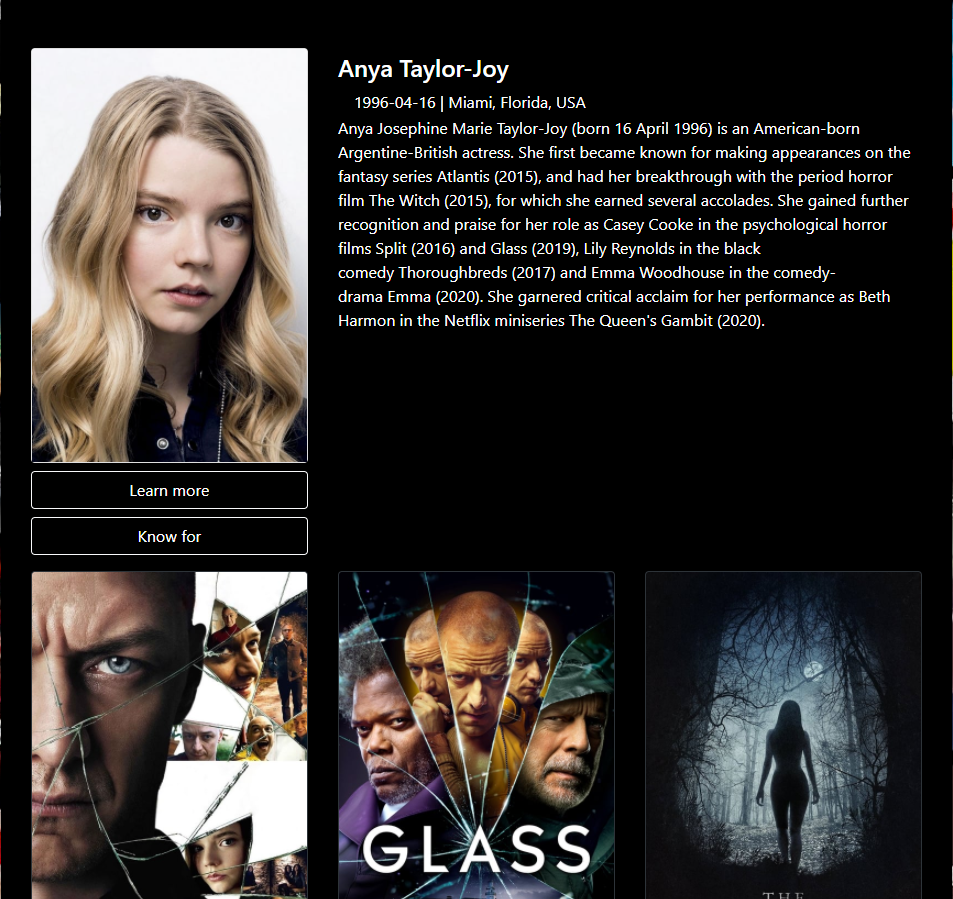 Anya Taylor-Joy
1996-04-16 | Miami, Florida, USA
Anya Josephine Marie Taylor-Joy (born 16 April 1996) is an American-born
Argentine-British actress. She first became known for making appearances on the
fantasy series Atlantis (2015), and had her breakthrough with the period horror
film The Witch (2015), for which she earned several accolades. She gained further
recognition and praise for her role as Casey Cooke in the psychological horror
films Split (2016) and Glass (2019), Lily Reynolds in the black
comedy Thoroughbreds (2017) and Emma Woodhouse in the comedy-
drama Emma (2020). She garnered critical acclaim for her performance as Beth
Harmon in the Netflix miniseries The Queen's Gambit (2020).
Learn more
Know for
GLASS
THE